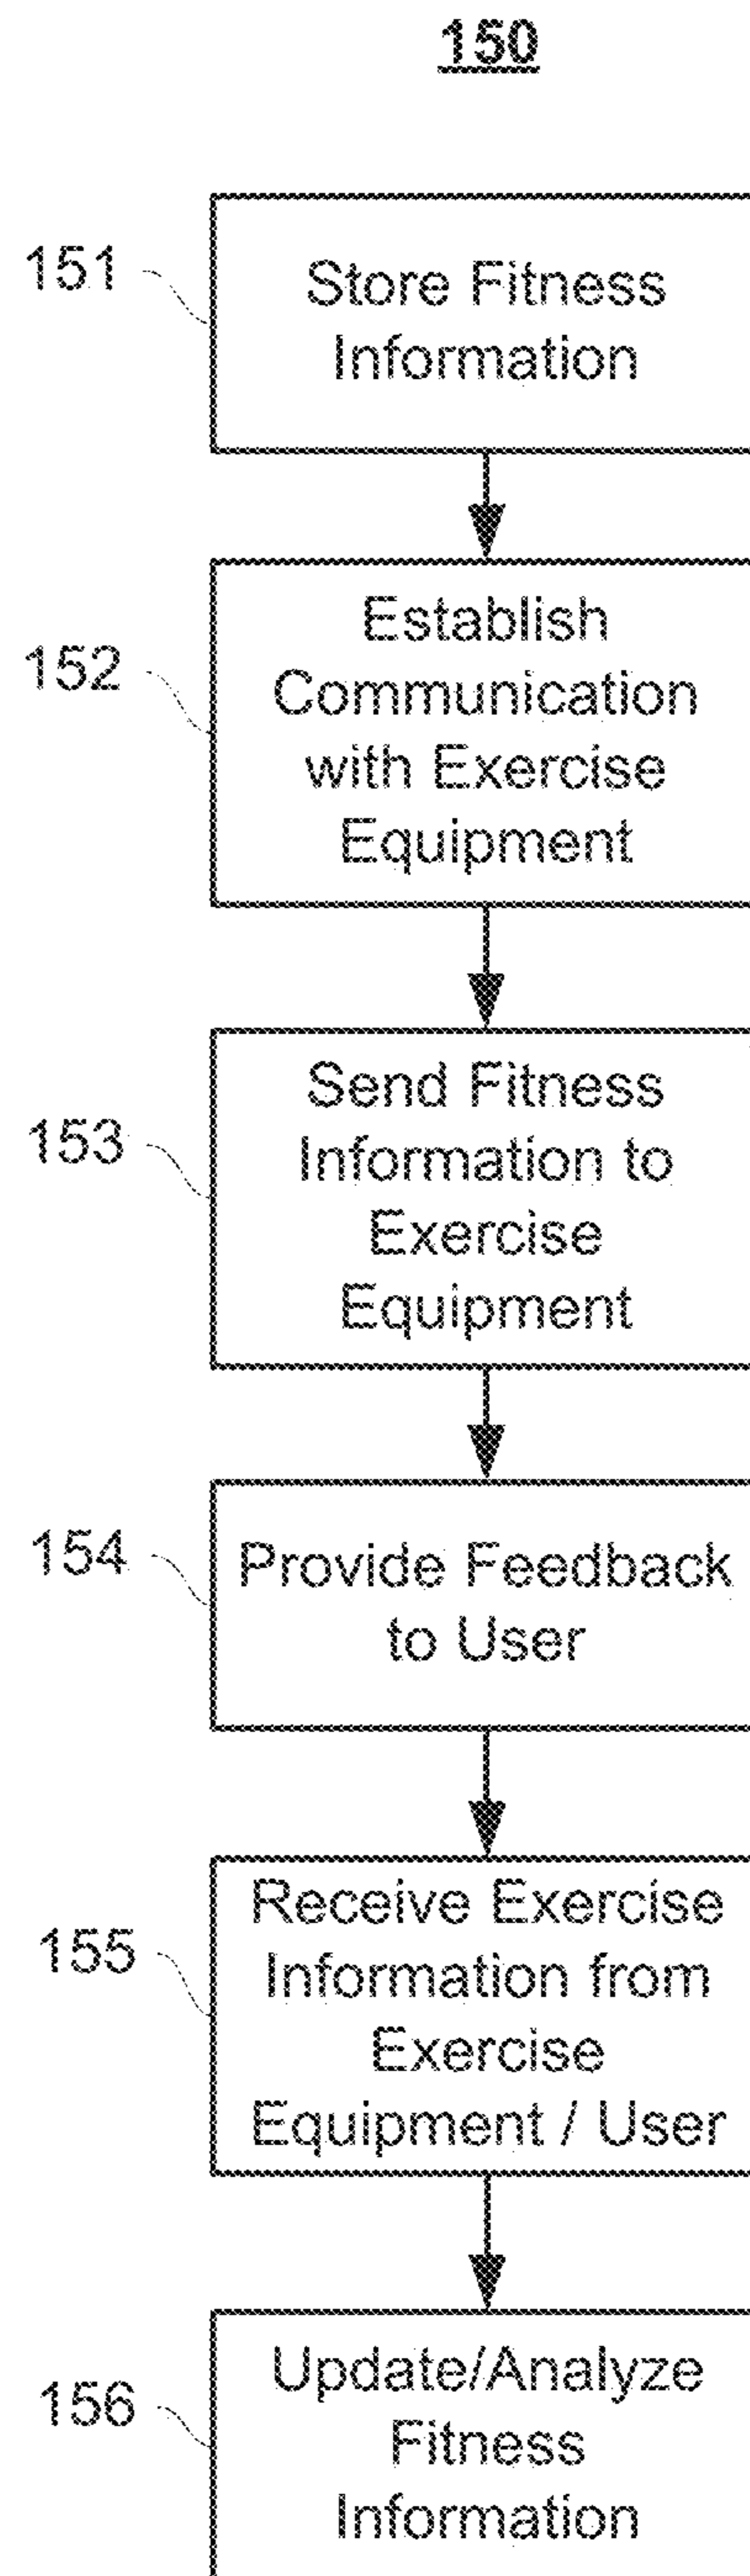 150
151
Store Fitness
Information
152
Establish
Communication
with Exercise
Equipment
153
Send Fitness
Information to
Exercise
Equipment
154
Provide Feedback
to User
155
Receive Exercise
Information from
Exercise
Equipment / User
156
Update/Analyze
Fitness
Information